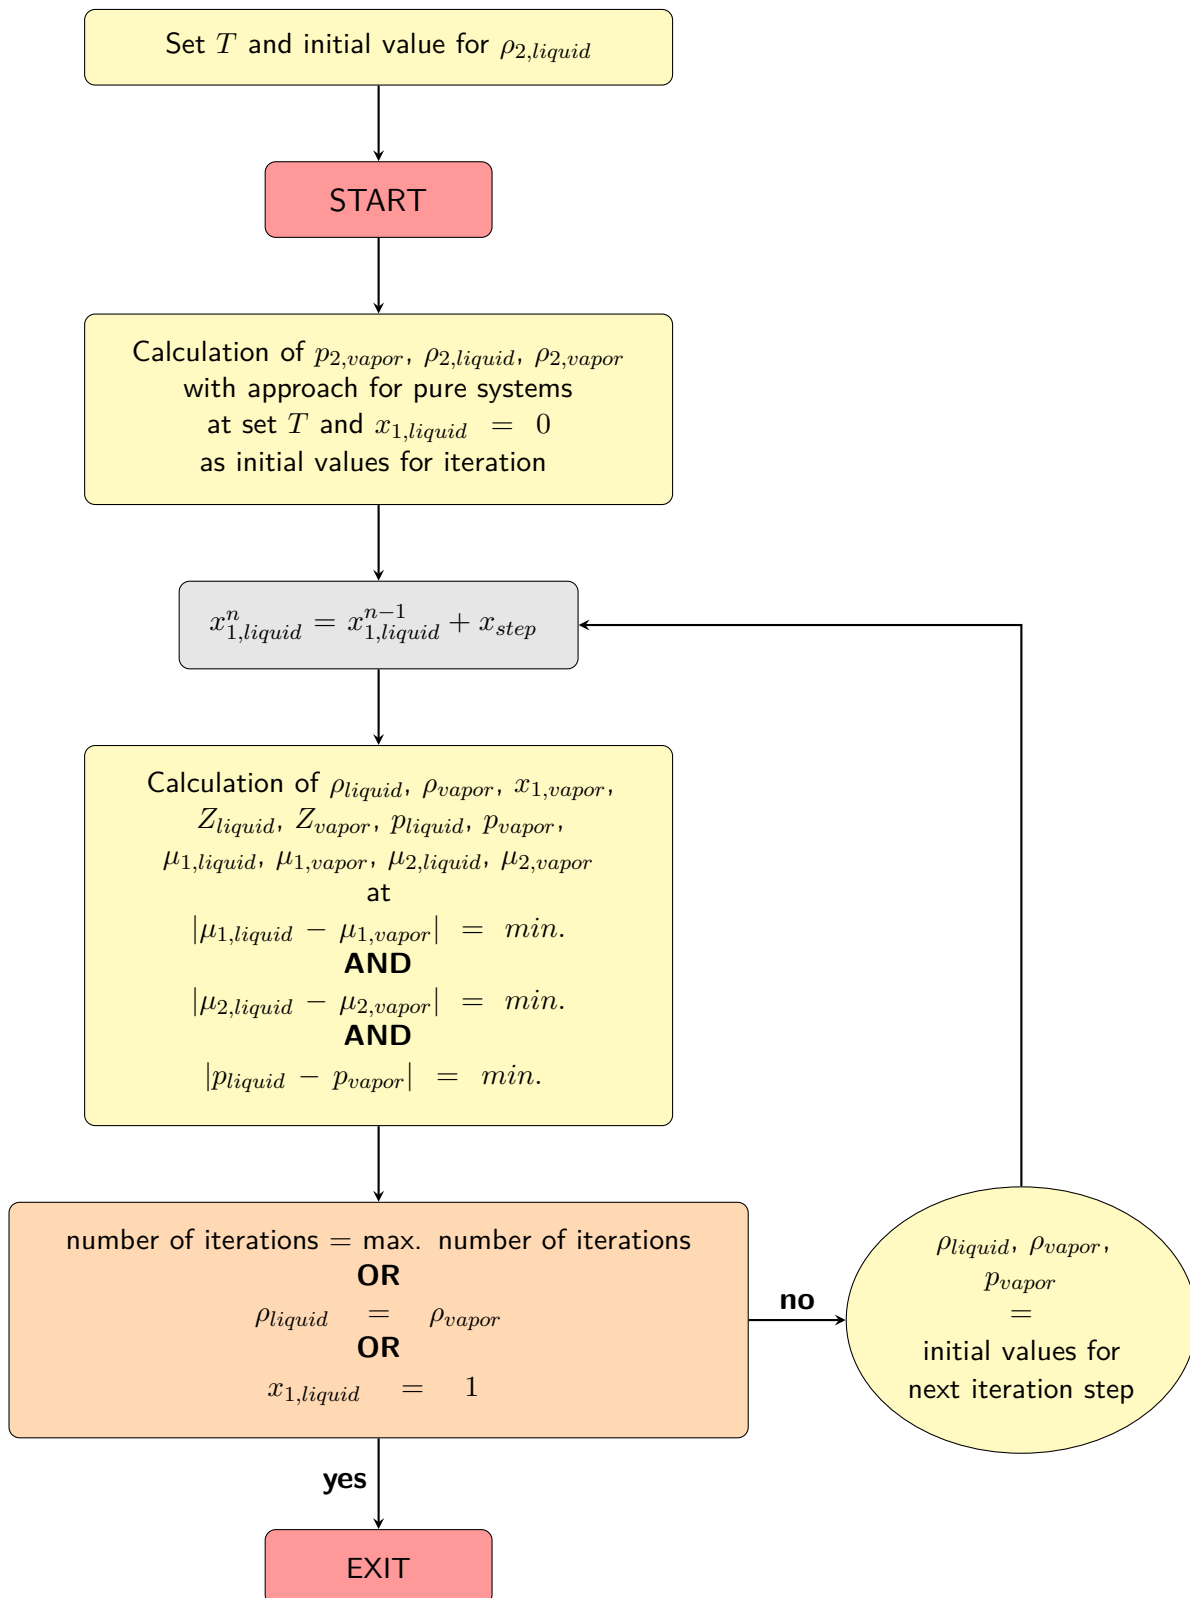 Set T and initial value for ρ2,liquid
START
Calculation of p2,vapor, ρ2,liquid, ρ2,vapor
with approach for pure systems
at set T and x1,liquid = 0
as initial values for iteration
x^n_1,liquid = x^n−1_1,liquid + xstep
Calculation of ρliquid, ρvapor, x1,vapor,
Zliquid, Zvapor, pliquid, pvapor,
μ1,liquid, μ1,vapor, μ2,liquid, μ2,vapor
at
|μ1,liquid − μ1,vapor| = min.
AND
|μ2,liquid − μ2,vapor| = min.
AND
|pliquid − pvapor| = min.
number of iterations = max. number of iterations
OR
ρliquid = ρvapor
OR
x1,liquid = 1
no
ρliquid, ρvapor,
pvapor
=
initial values for
next iteration step
yes
EXIT